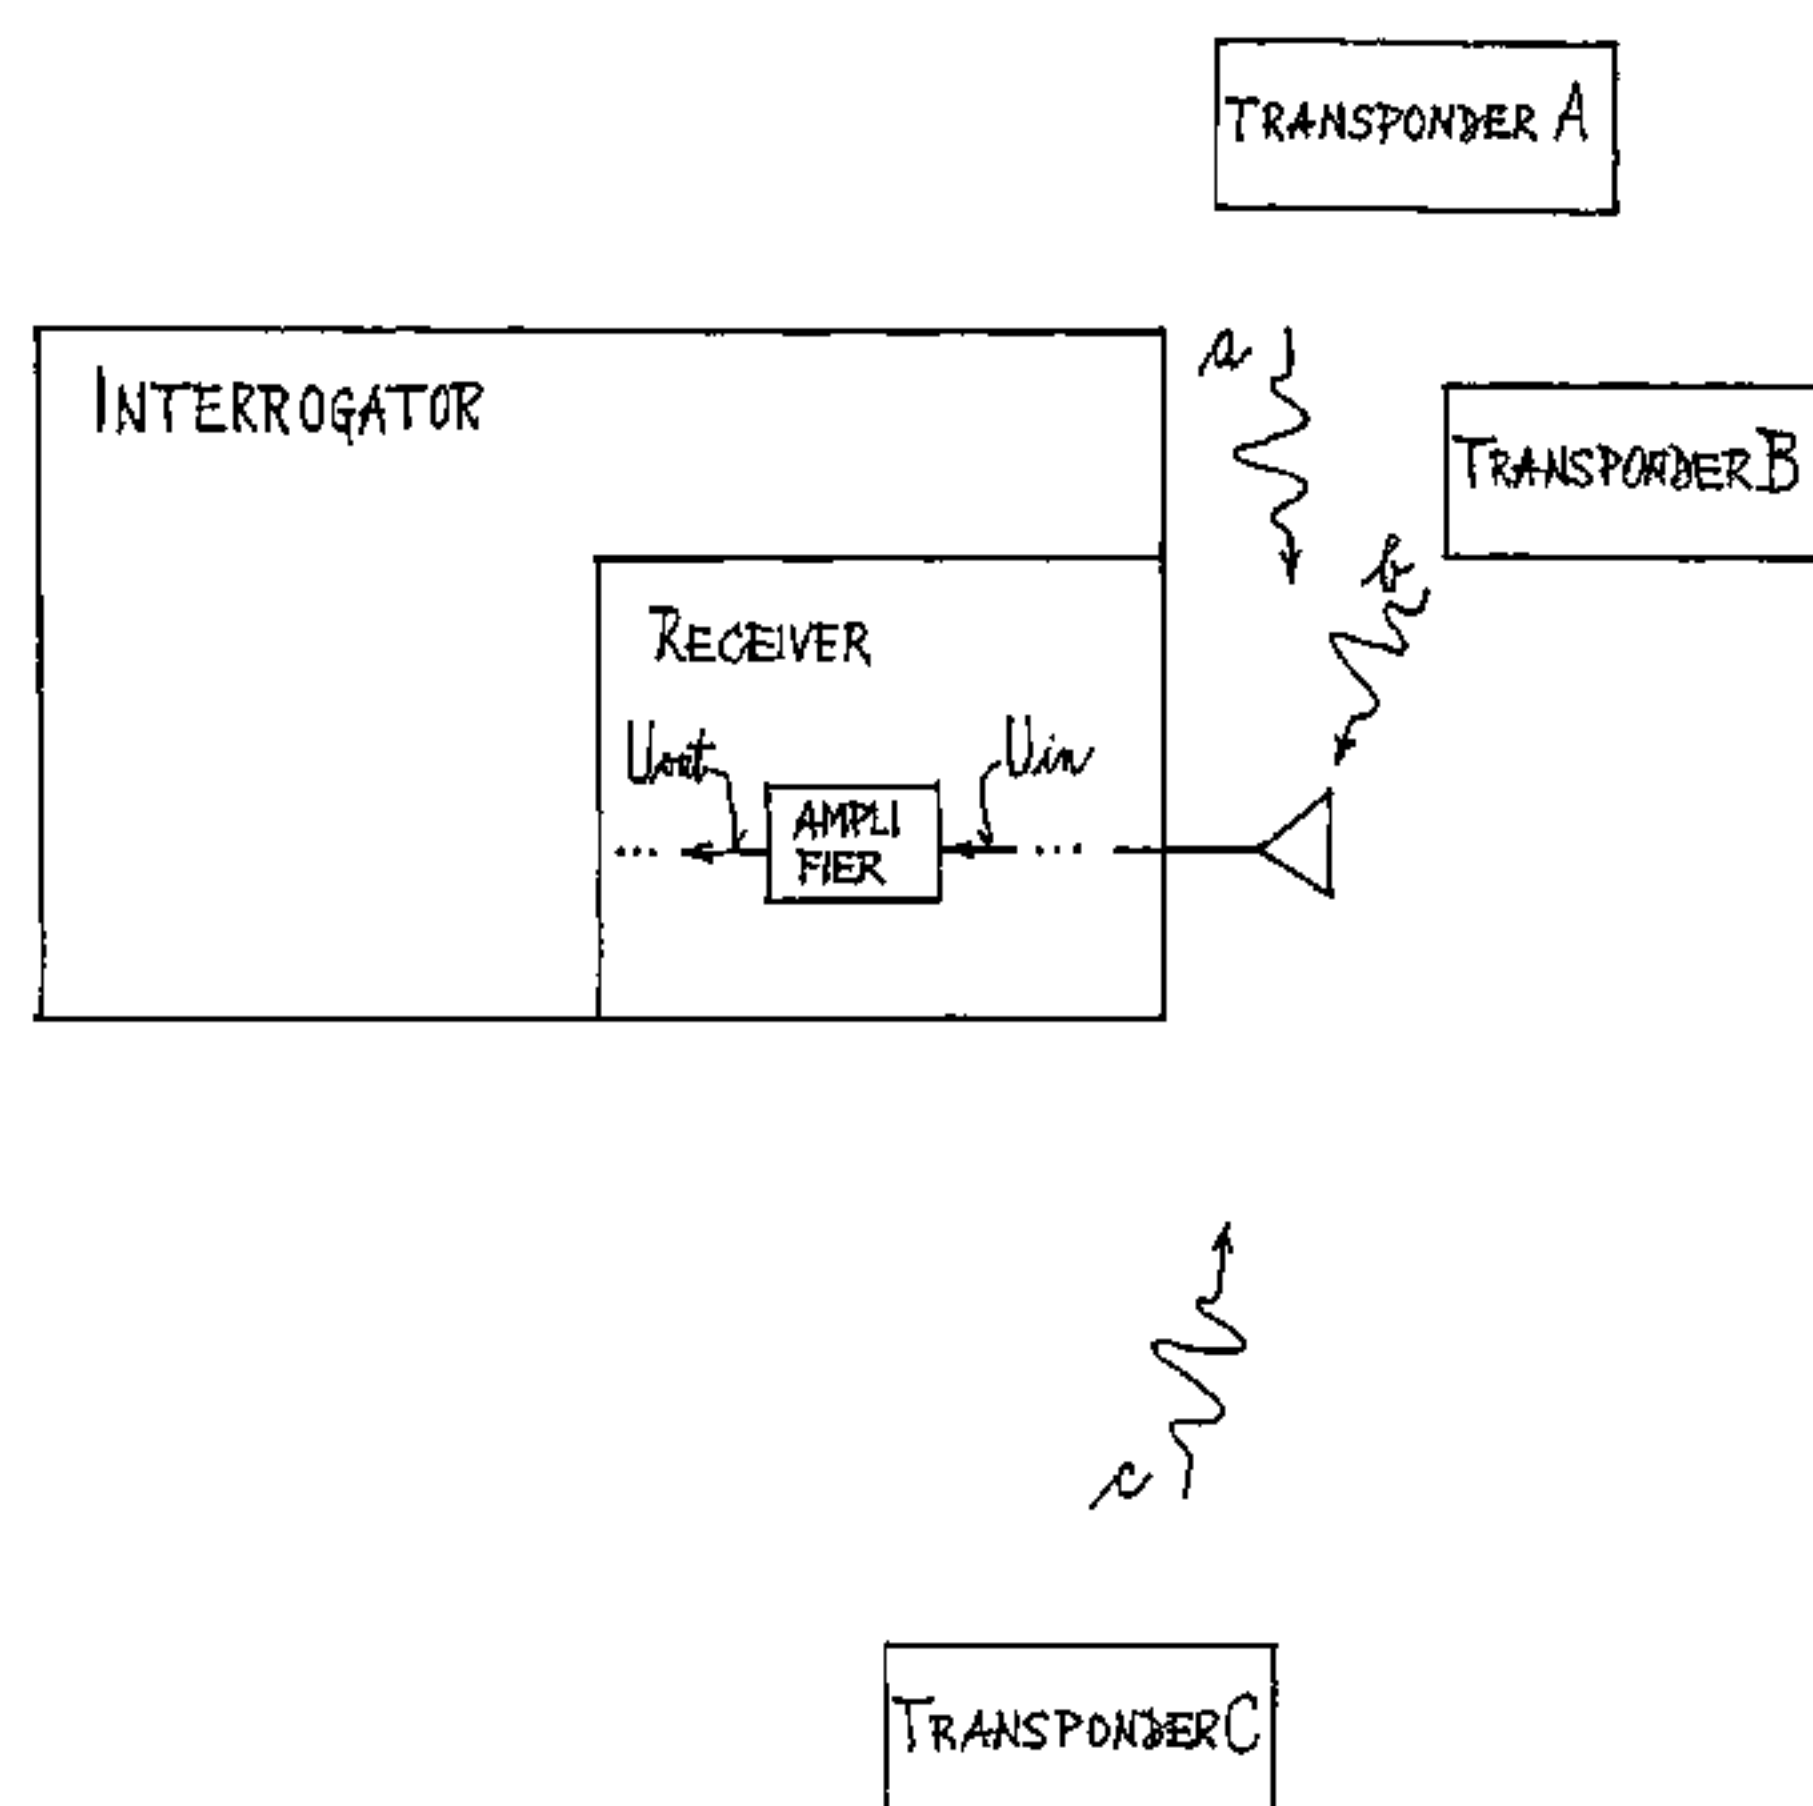 TRANSPONDER A
INTERROGATOR
a
TRANSPONDER B
b
RECEIVER
Uout
Uin
AMPLI
FIER
...
...
c
TRANSPONDER C